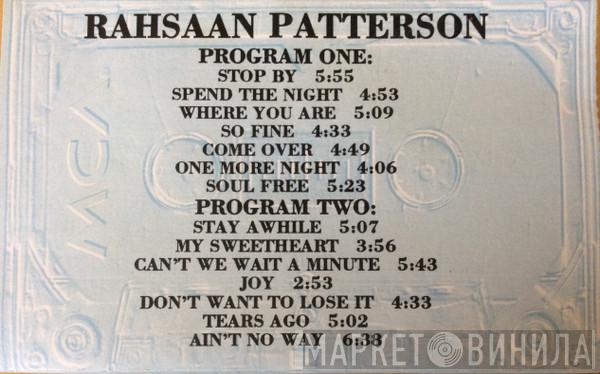 RAHSAAN PATTERSON
PROGRAM ONE:
STOP BY 5:55
SPEND THE NIGHT 4:53
WHERE YOU ARE 5:09
SO FINE 4:33
COME OVER 4:49
ONE MORE NIGHT 4:06
SOUL FREE 5:23
PROGRAM TWO:
STAY AWHILE 5:07
MY SWEETHEART 3:56
CAN'T WE WAIT A MINUTE 5:43
JOY 2:53
DON'T WANT TO LOSE IT 4:33
TEARS AGO 5:02
AIN'T NO WAY 6:38
МАРКЕТ ВИНИЛА